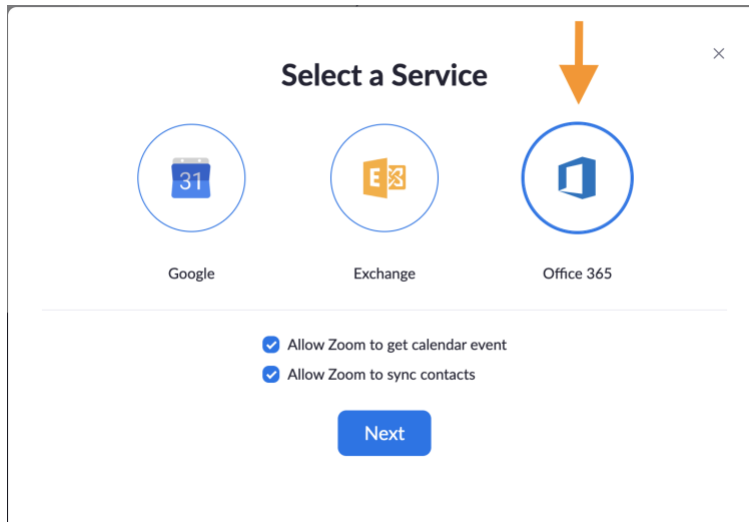 Select a Service
31
E
Google
Exchange
Office 365
Allow Zoom to get calendar event
Allow Zoom to sync contacts
Next